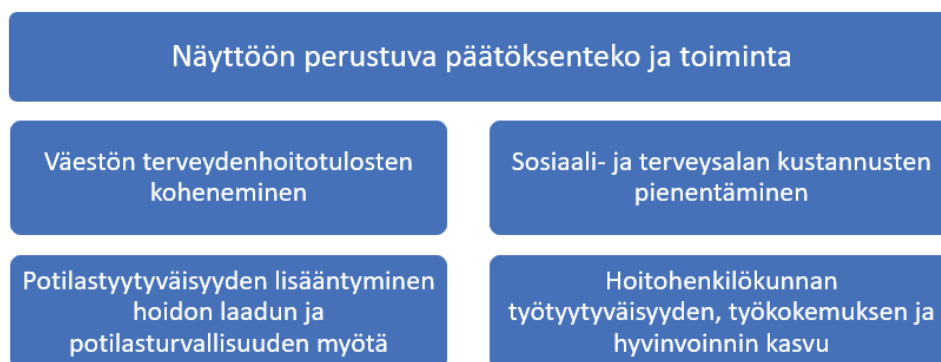 Näyttöön perustuva päätöksenteko ja toiminta
Väestön terveydenhoitotulosten
koheneminen
Sosiaali- ja terveysalan kustannusten
pienentäminen
Potilastyytyväisyyden lisääntyminen
hoidon laadun ja
potilasturvallisuuden myötä
Hoitohenkilökunnan
työtyytyväisyyden, työkokemuksen ja
hyvinvoinnin kasvu